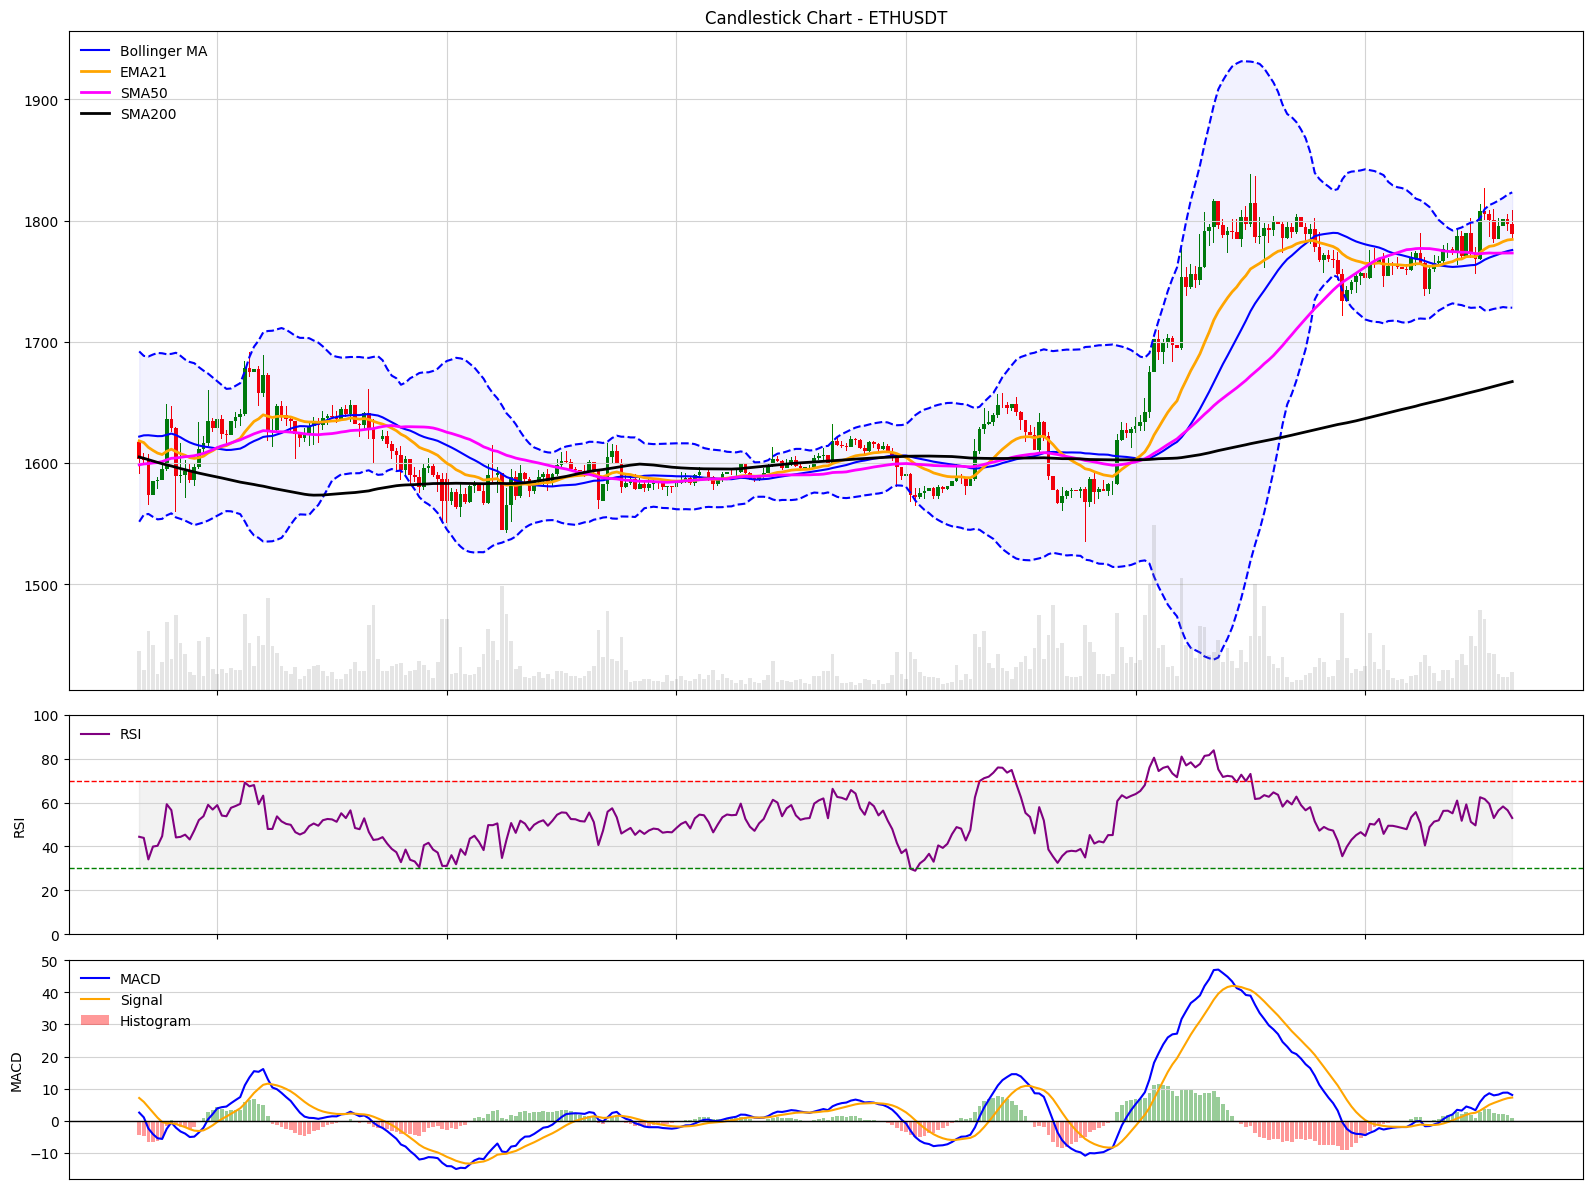 Candlestick Chart - ETHUSDT
Bollinger MA
EMA21
SMA50
SMA200
1900
1800
1700
1600
1500
100
80
60
40
20
0
RSI
RSI
50
40
30
20
10
0
−10
MACD
MACD
Signal
Histogram